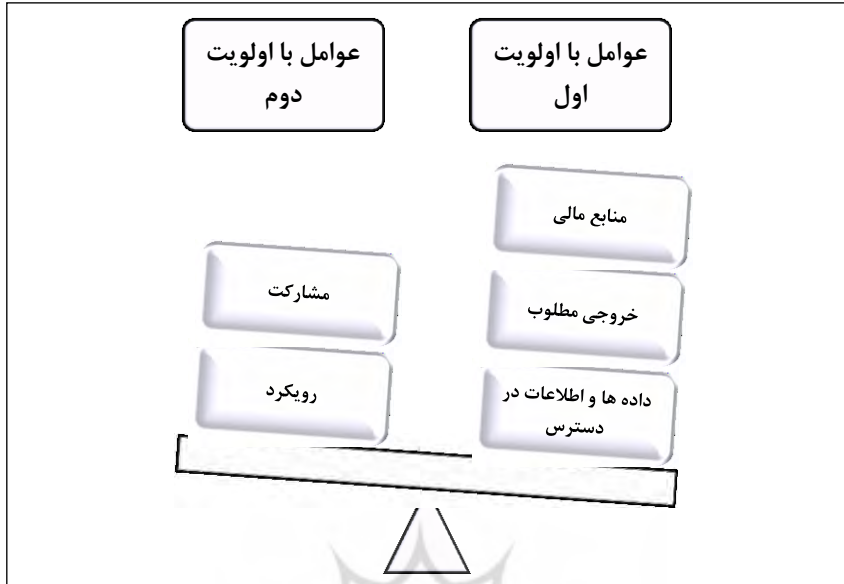 عوامل با اولویت
اول
عوامل با اولویت
دوم
منابع مالی
خروجی مطلوب
داده ها و اطلاعات در
دسترس
مشارکت
رویکرد